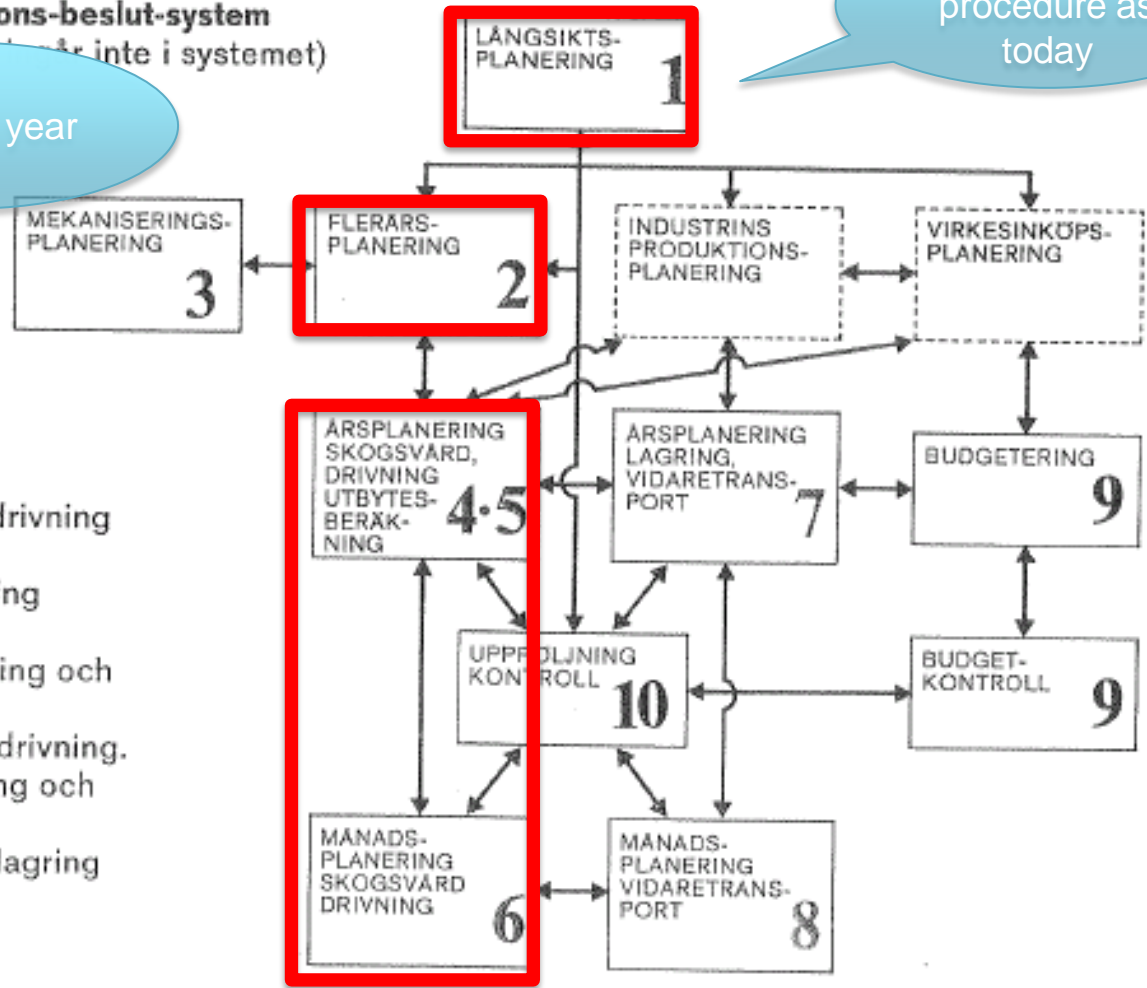 ons-beslut-system
går inte i systemet)
procedure as
today
year
LÅNGSIKTS-
PLANERING
1
MEKANISERINGS-
PLANERING
3
FLERÅRS-
PLANERING
2
INDUSTRINS
PRODUKTIONS-
PLANERING
VIRKESINKÖPS-
PLANERING
ÅRSPLANERING
SKOGSVÅRD,
DRIVNING
UTBYTES-
BERÄK-
NING
4·5
ÅRSPLANERING
LAGRING,
VIDARETRANS-
PORT
7
BUDGETERING
9
drivning
ng
ing och
drivning.
ng och
lagring
UPPFÖLJNING
KONTROLL
10
BUDGET-
KONTROLL
9
MÅNADS-
PLANERING
SKOGSVÅRD
DRIVNING
6
MÅNADS-
PLANERING
VIDARETRANS-
PORT
8